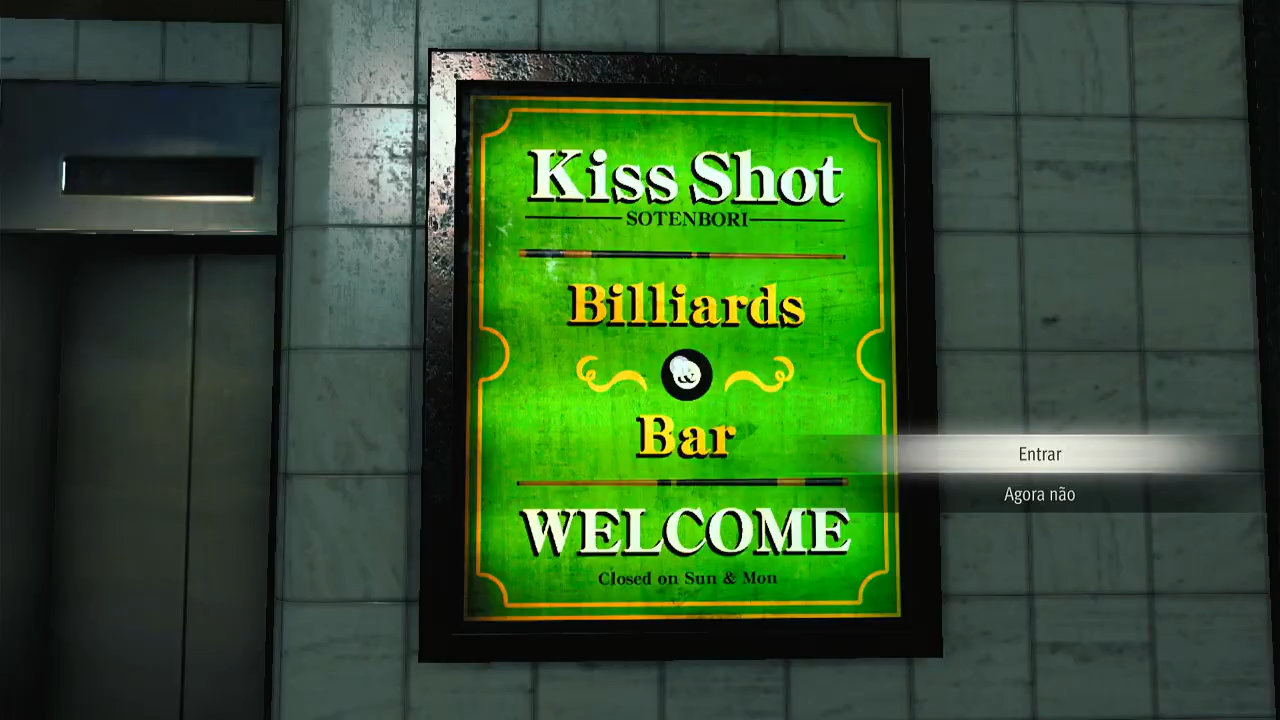 Kiss Shot
SOTENBORI
Billiards
Bar
WELCOME
Closed on Sun & Mon
Entrar
Agora não